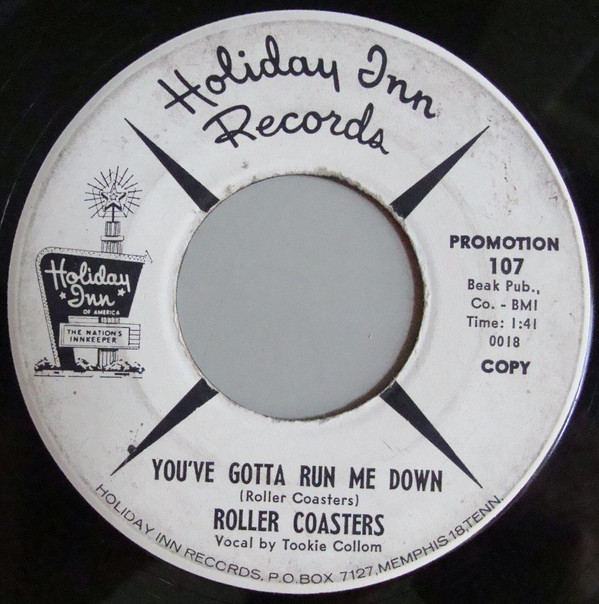 Holiday Inn
Records
Holiday
Inn
OF AMERICA
THE NATION'S
INNKEEPER
PROMOTION
107
Beak Pub.,
Co. - BMI
Time: 1:41
0018
COPY
YOU'VE GOTTA RUN ME DOWN
(Roller Coasters)
ROLLER COASTERS
Vocal by Tookie Collom
HOLIDAY INN RECORDS, P.O.BOX 7127, MEMPHIS 18, TENN.